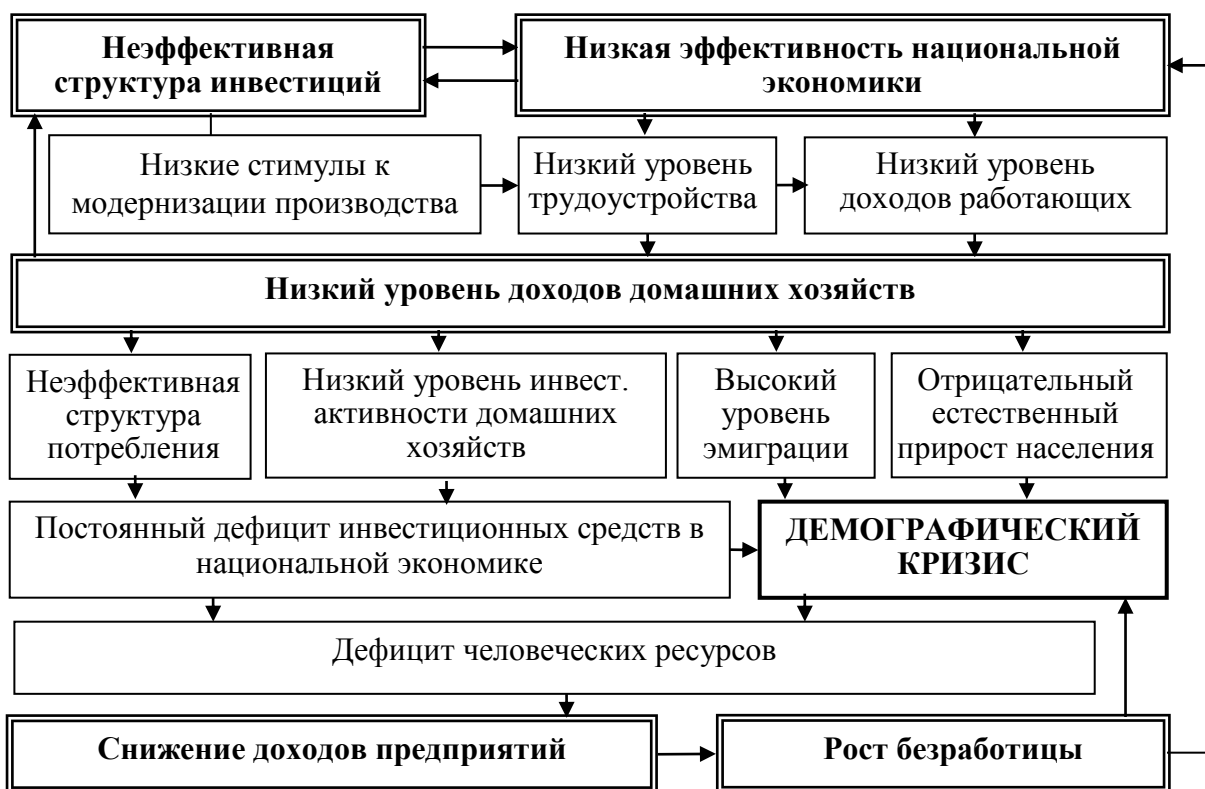 Неэффективная
структура инвестиций
Низкая эффективность национальной
экономики
Низкие стимулы к
модернизации производства
Низкий уровень
трудоустройства
Низкий уровень
доходов работающих
Низкий уровень доходов домашних хозяйств
Неэффективная
структура
потребления
Низкий уровень инвест.
активности домашних
хозяйств
Высокий
уровень
эмиграции
Отрицательный
естественный
прирост населения
Постоянный дефицит инвестиционных средств в
национальной экономике
ДЕМОГРАФИЧЕСКИЙ
КРИЗИС
Дефицит человеческих ресурсов
Снижение доходов предприятий
Рост безработицы